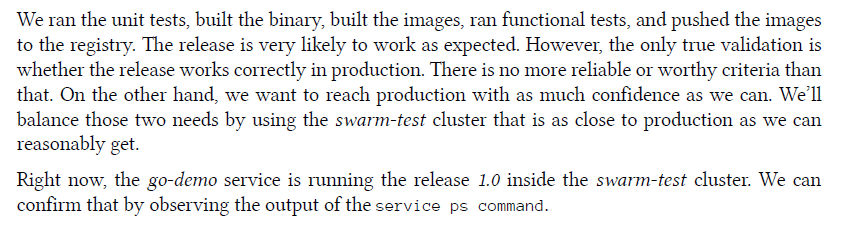 We ran the unit tests, built the binary, built the images, ran functional tests, and pushed the images
to the registry. The release is very likely to work as expected. However, the only true validation is
whether the release works correctly in production. There is no more reliable or worthy criteria than
that. On the other hand, we want to reach production with as much confidence as we can. We’ll
balance those two needs by using the swarm-test cluster that is as close to production as we can
reasonably get.
Right now, the go-demo service is running the release 1.0 inside the swarm-test cluster. We can
confirm that by observing the output of the service ps command.